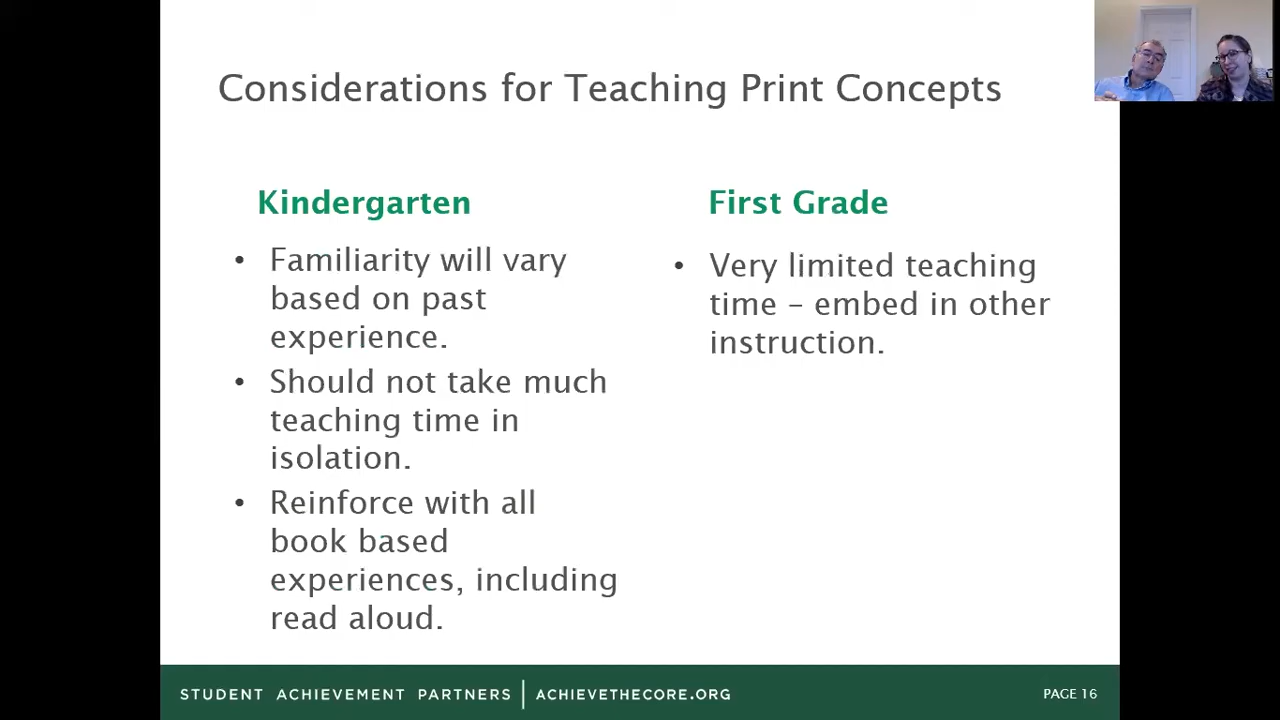 Considerations for Teaching Print Concepts
Kindergarten
• Familiarity will vary
based on past
experience.
• Should not take much
teaching time in
isolation.
• Reinforce with all
book based
experiences, including
read aloud.
First Grade
• Very limited teaching
time – embed in other
instruction.
STUDENT ACHIEVEMENT PARTNERS | ACHIEVETHECORE.ORG
PAGE 16